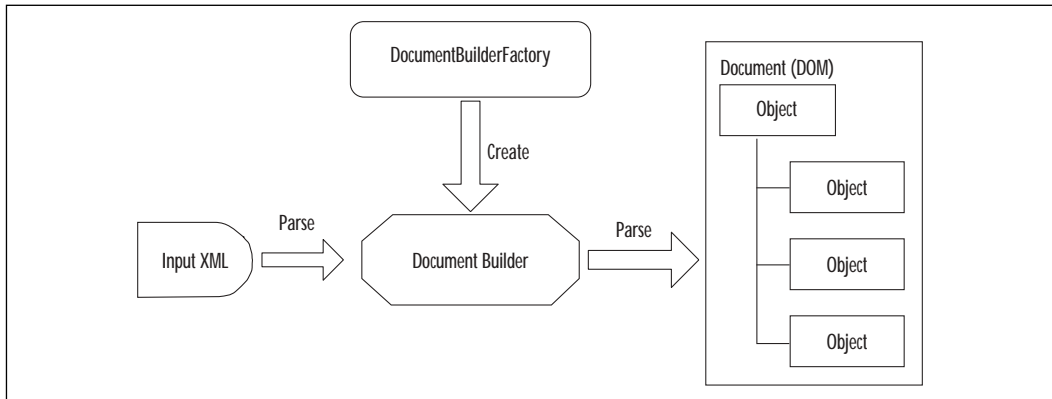 DocumentBuilderFactory
Create
Input XML
Parse
Document Builder
Parse
Document (DOM)
Object
Object
Object
Object